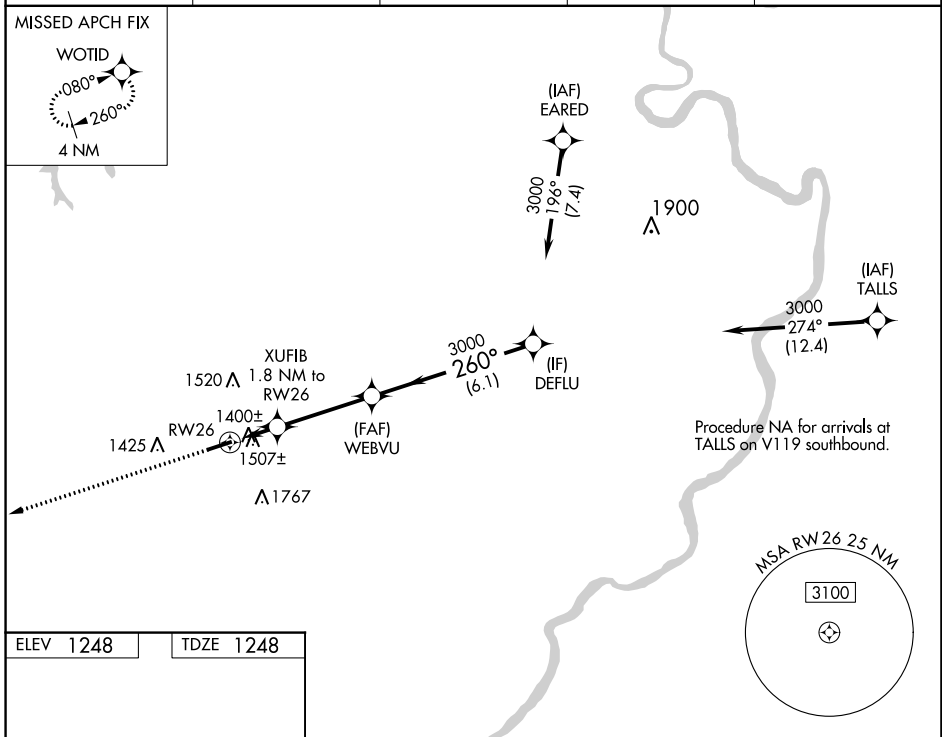 MISSED APCH FIX
WOTID
080°
260°
4 NM
(IAF)
EARED
3000
196°
(7.4)
1900
(IAF)
TALLS
3000
274°
(12.4)
3000
260°
(6.1)
(IF)
DEFLU
XUFIB
1.8 NM to
RW26
1520
1400±
RW26
1425
1507±
(FAF)
WEBVU
1767
Procedure NA for arrivals at
TALLS on V119 southbound.
MSA RW26 25 NM
3100
ELEV 1248
TDZE 1248